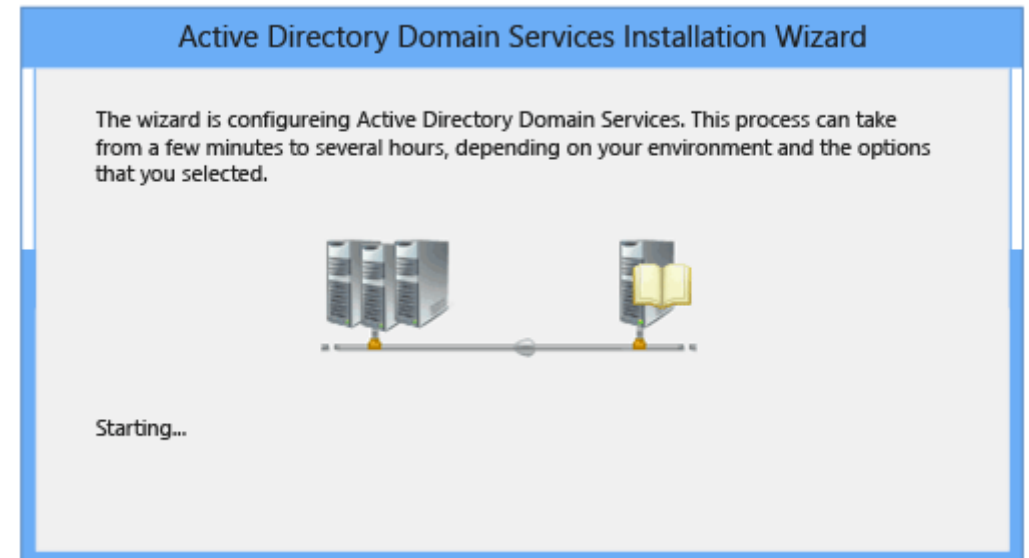 Active Directory Domain Services Installation Wizard
The wizard is configureing Active Directory Domain Services. This process can take
from a few minutes to several hours, depending on your environment and the options
that you selected.
Starting...